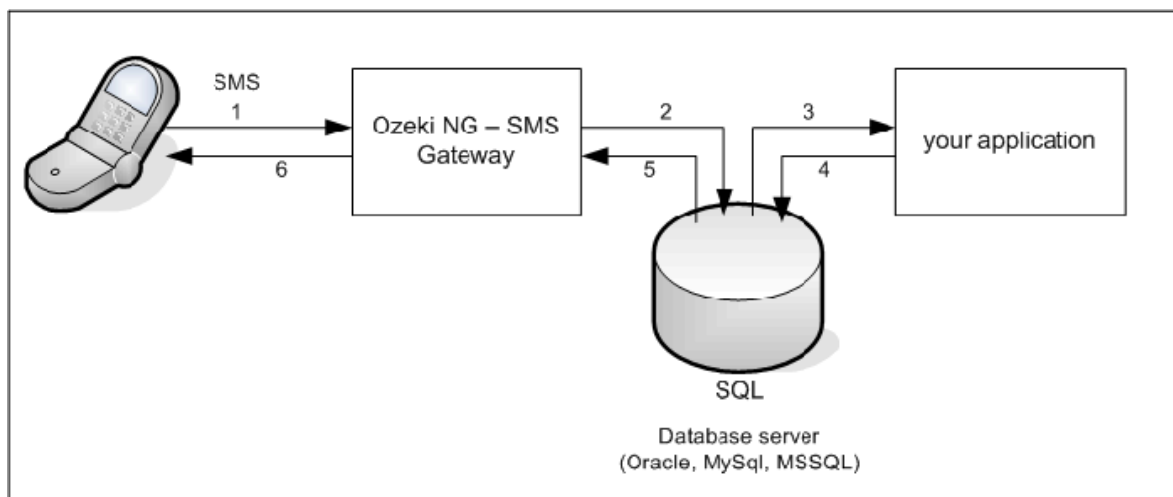 SMS
1
6
Ozeki NG – SMS
Gateway
2
5
3
4
your application
SQL
Database server
(Oracle, MySql, MSSQL)